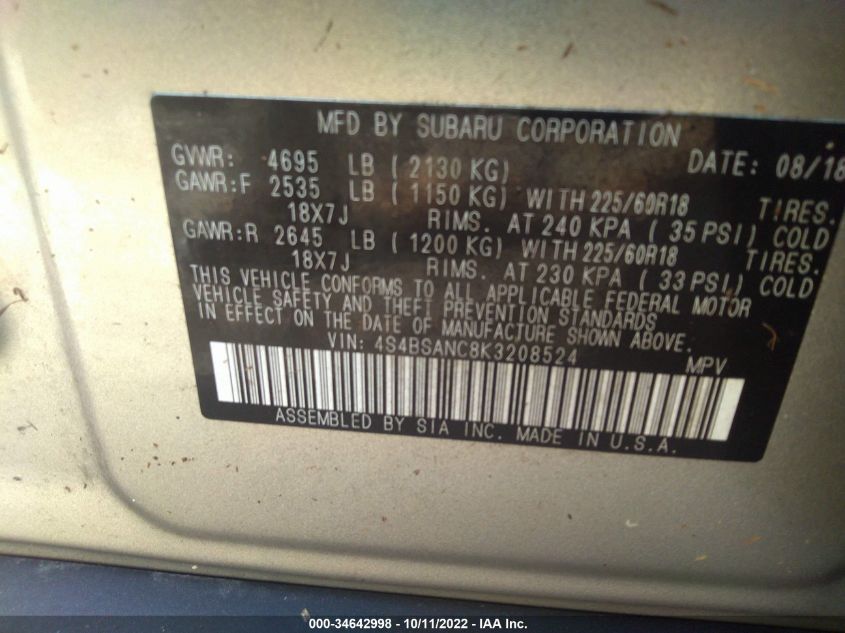 MFD BY SUBARU CORPORATION
GVWR: 4695 LB ( 2130 KG) DATE: 08/18
GAWR:F 2535 LB ( 1150 KG) WITH 225/60R18 TIRES.
18X7J RIMS. AT 240 KPA ( 35 PSI) COLD
GAWR:R 2645 LB ( 1200 KG) WITH 225/60R18 TIRES.
18X7J RIMS. AT 230 KPA ( 33 PSI) COLD
THIS VEHICLE CONFORMS TO ALL APPLICABLE FEDERAL MOTOR
VEHICLE SAFETY AND THEFT PREVENTION STANDARDS
IN EFFECT ON THE DATE OF MANUFACTURE SHOWN ABOVE.
VIN: 4S4BSANC8K3208524 MPV
ASSEMBLED BY SIA INC. MADE IN U.S.A.
000-34642998 - 10/11/2022 - IAA Inc.